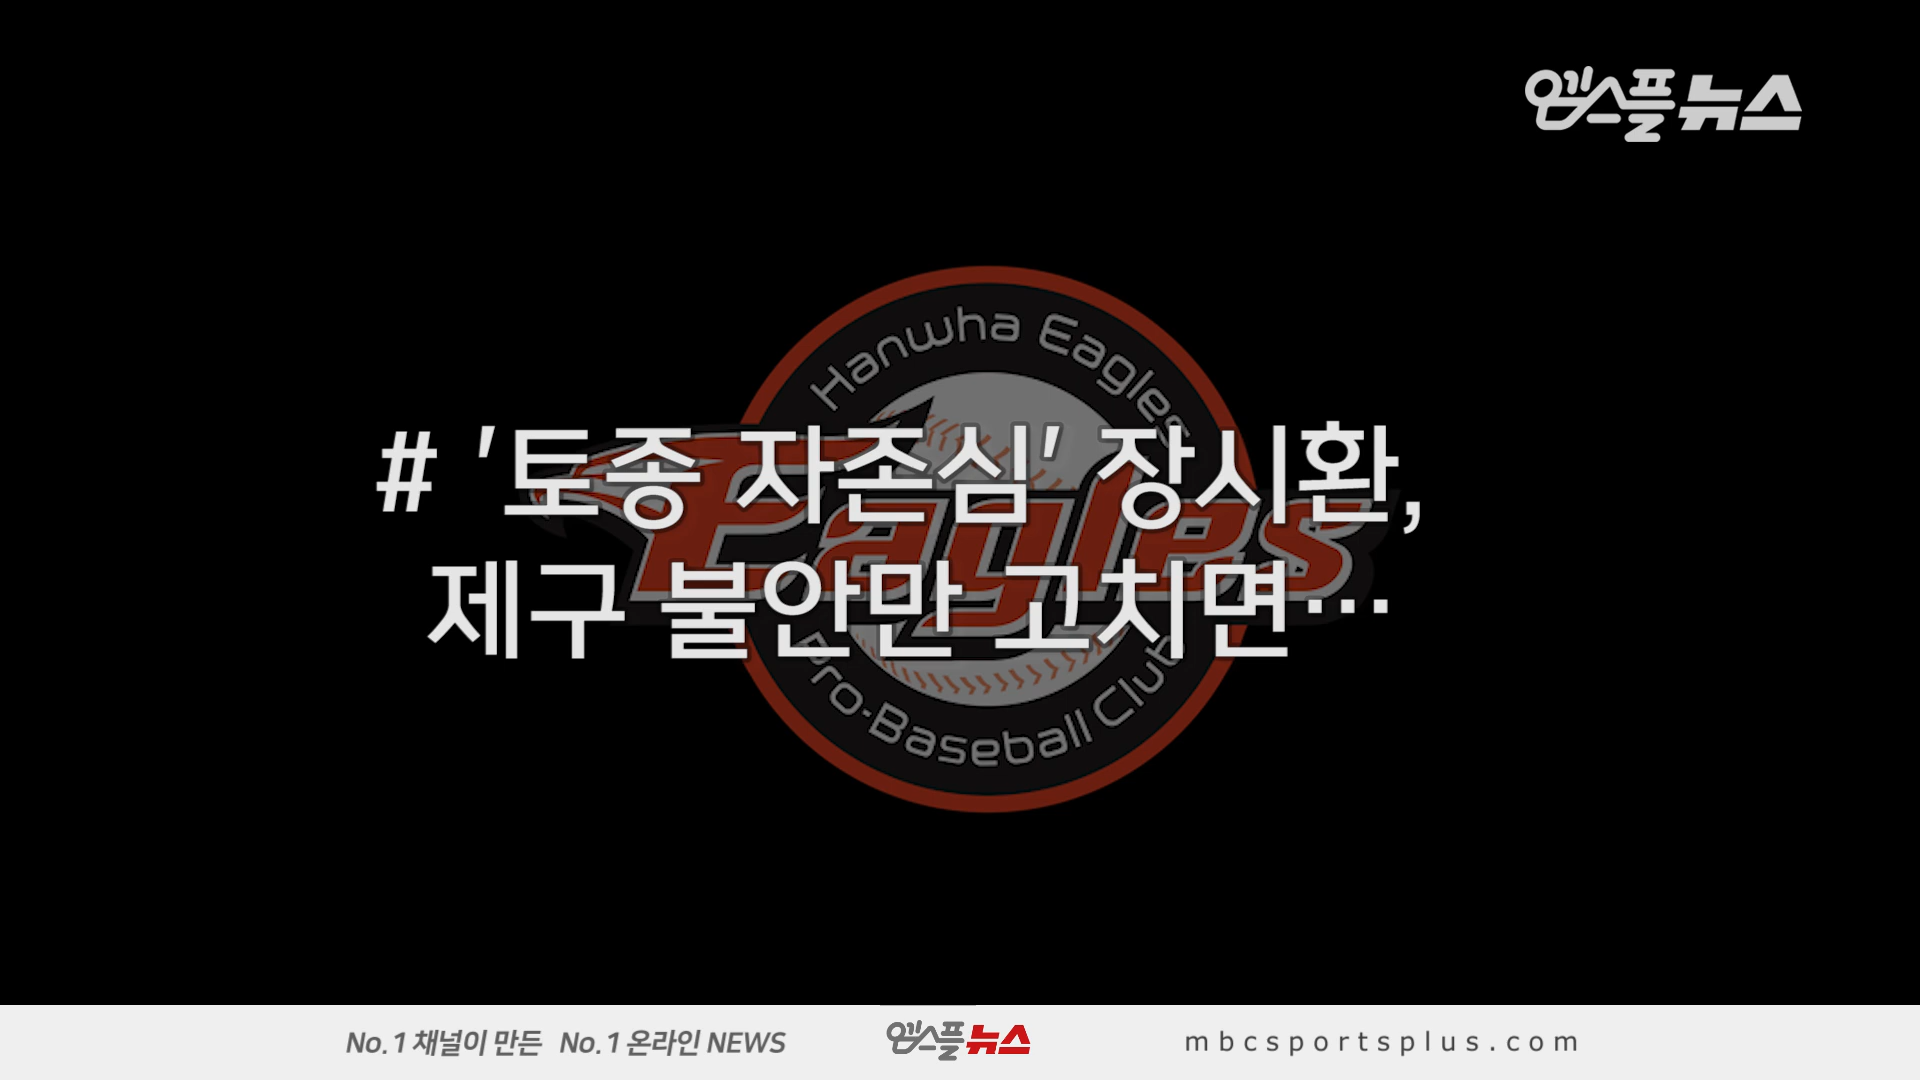 엠스플뉴스
Hanwha Eagles
# '토종 자존심' 장시환,
Eagles
제구 불안만 고치면…
Pro-Baseball Club
No.1 채널이 만든 No.1 온라인 NEWS
엠스플뉴스
mbcsportsplus.com